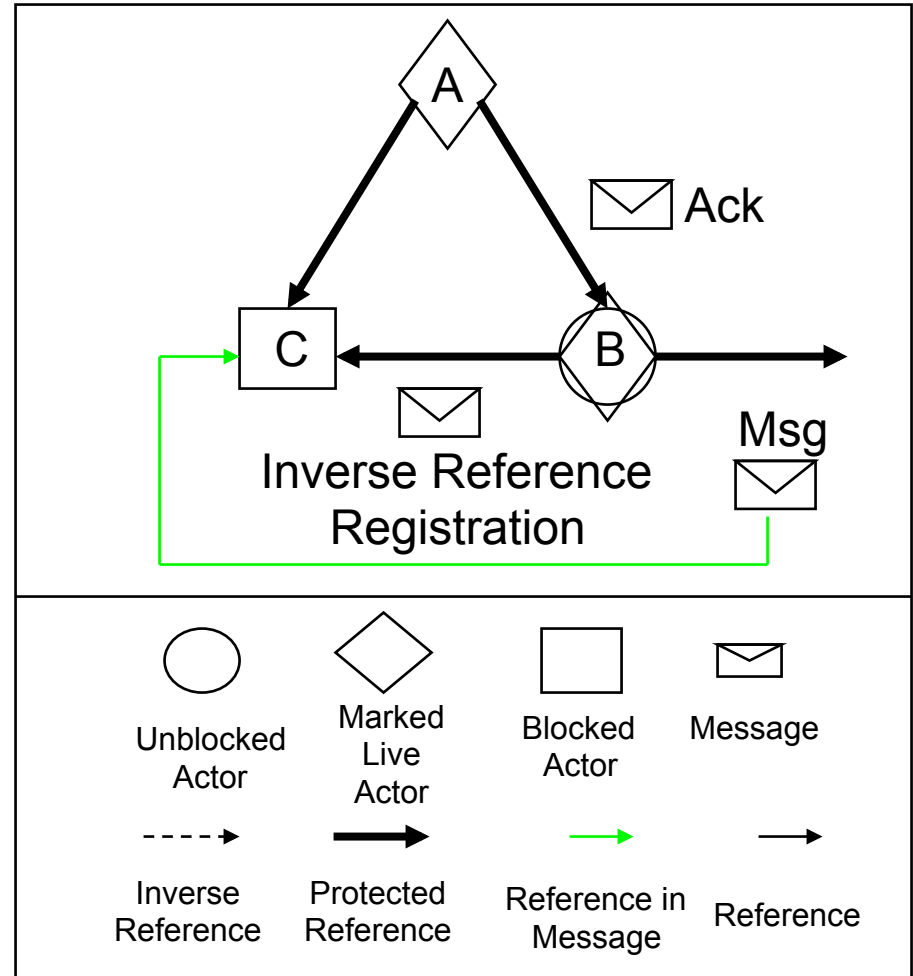 A
Ack
C
B
Msg
Inverse Reference
Registration
Unblocked
Actor
Marked
Live
Actor
Blocked
Actor
Message
Inverse
Reference
Protected
Reference
Reference in
Message
Reference